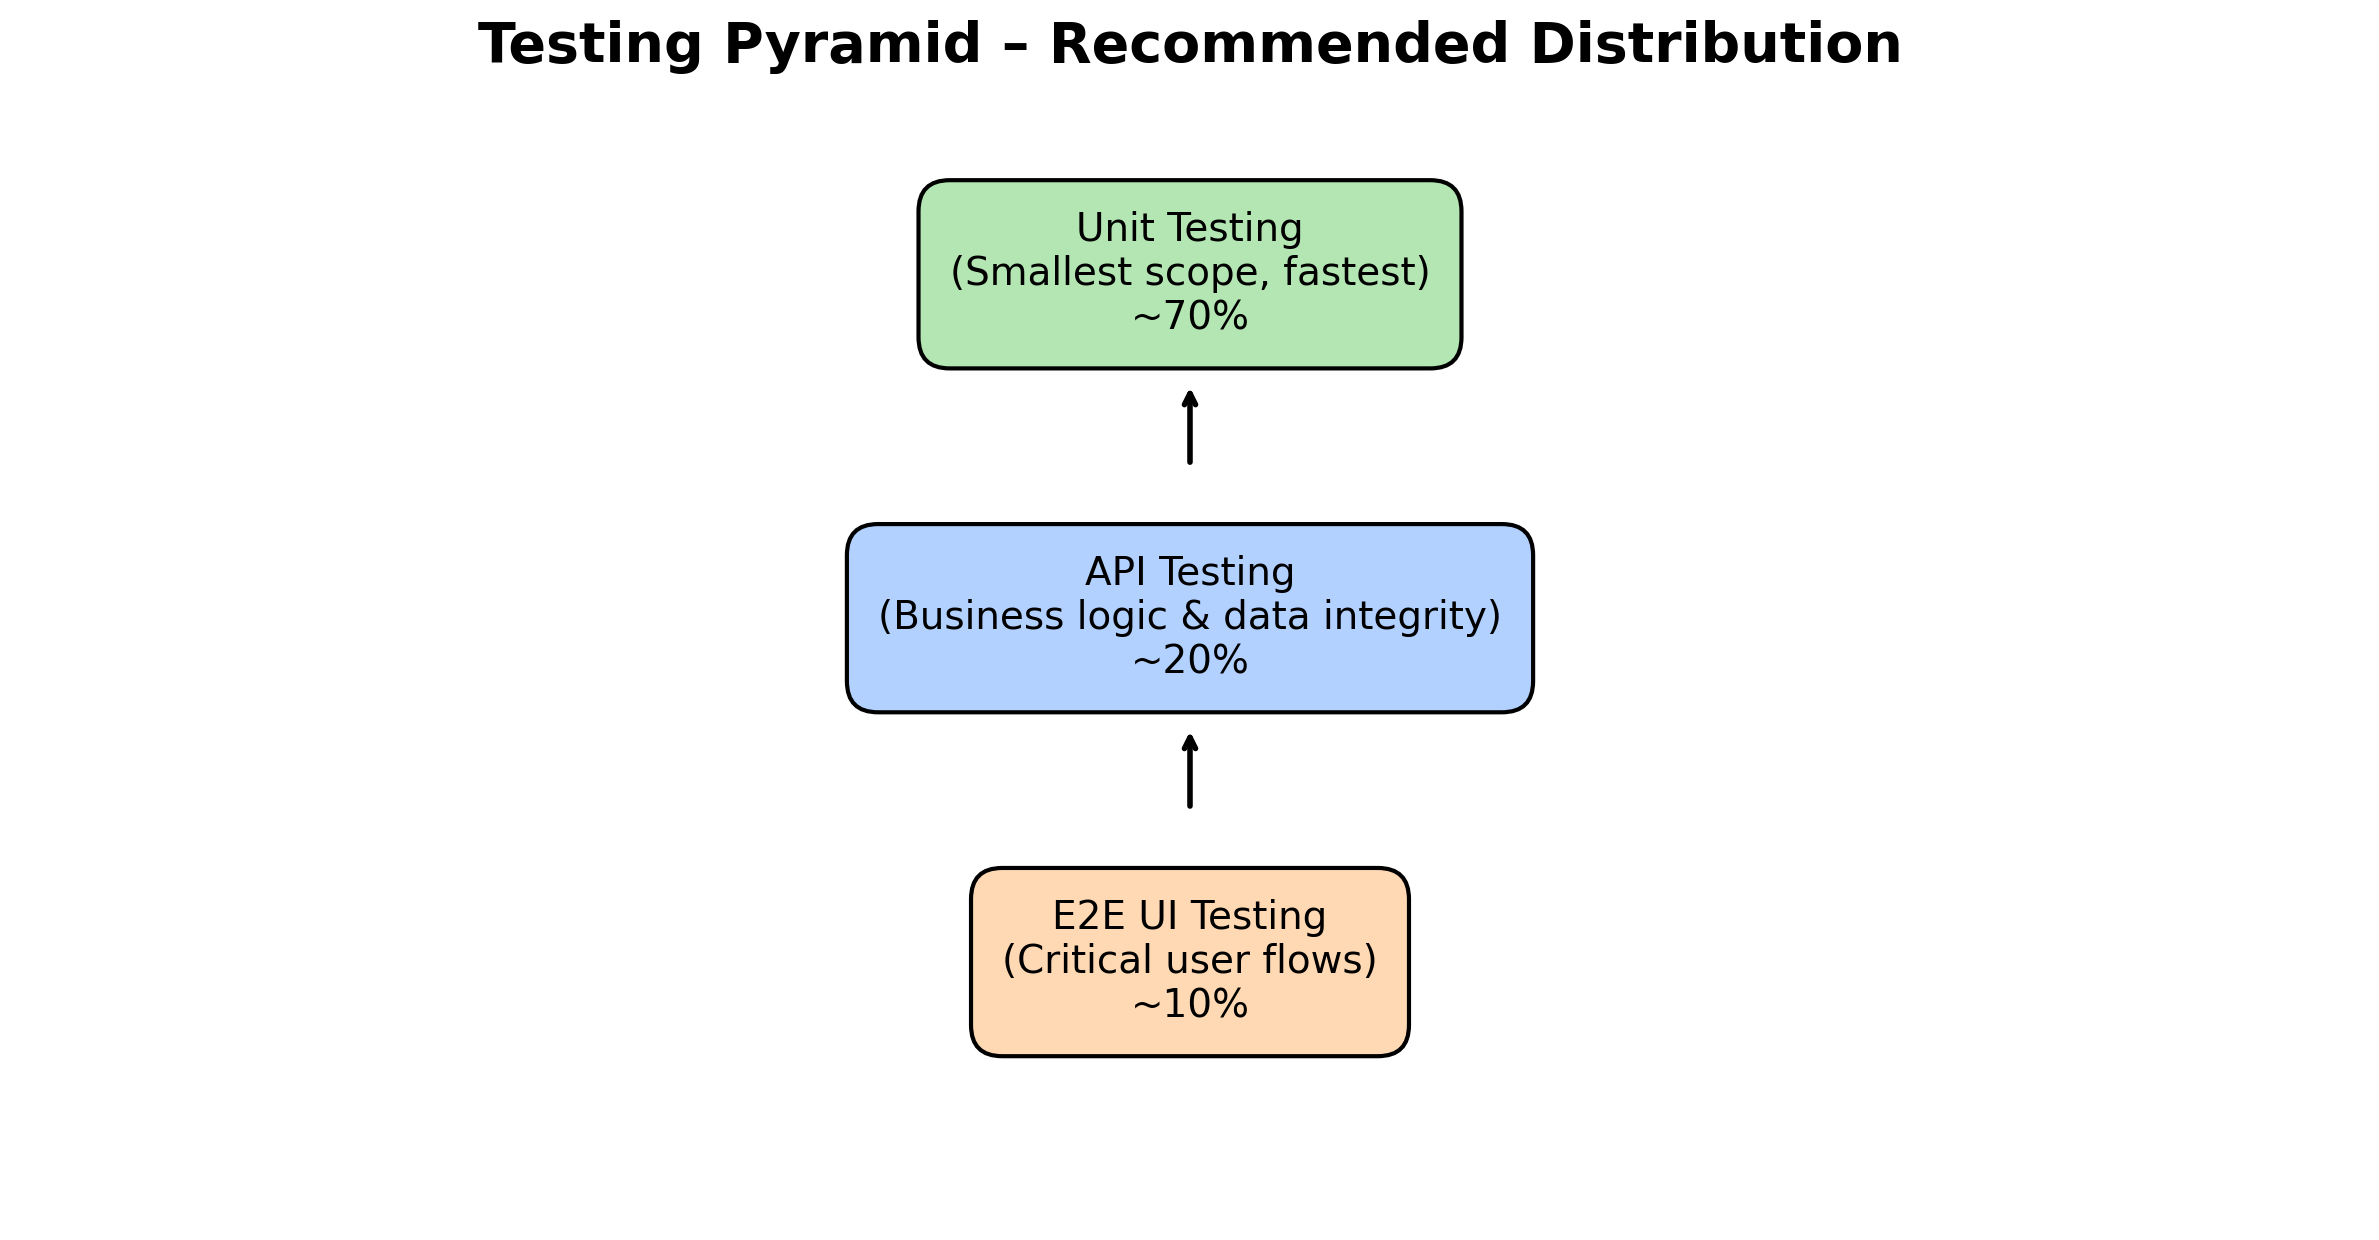 Testing Pyramid – Recommended Distribution
Unit Testing
(Smallest scope, fastest)
~70%
API Testing
(Business logic & data integrity)
~20%
E2E UI Testing
(Critical user flows)
~10%